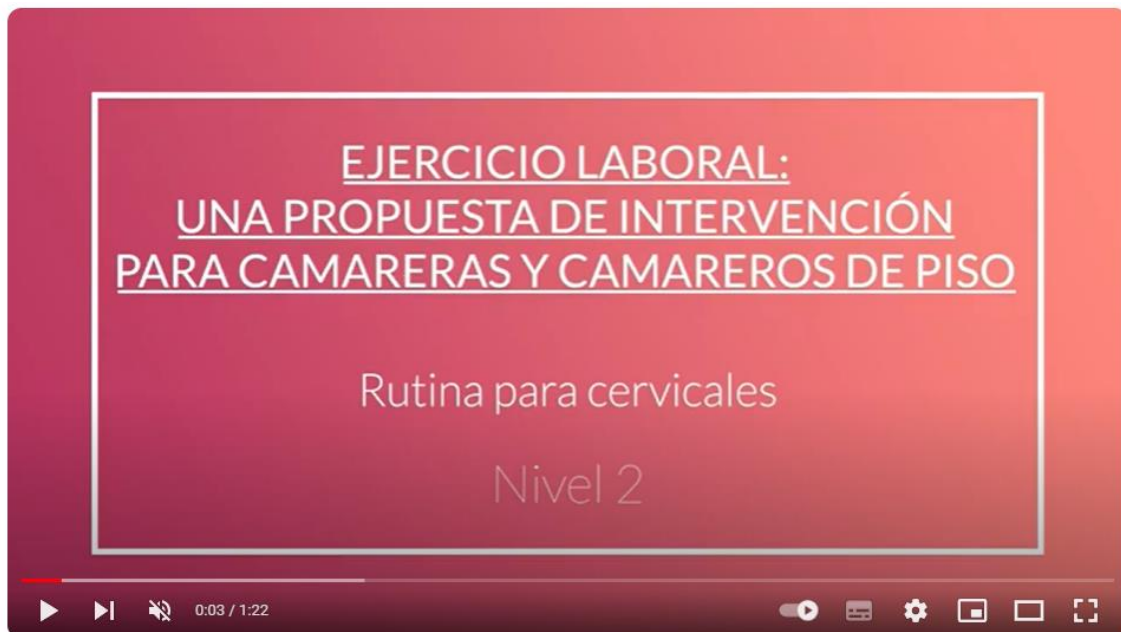 EJERCICIO LABORAL:
UNA PROPUESTA DE INTERVENCIÓN
PARA CAMARERAS Y CAMAREROS DE PISO
Rutina para cervicales
Nivel 2
0:03 / 1:22